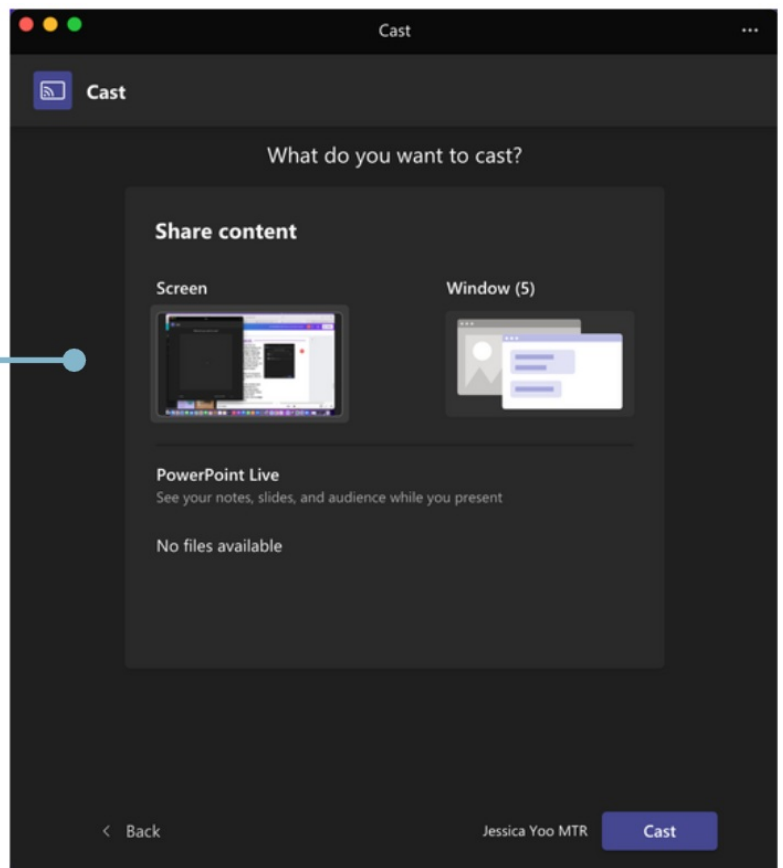 Cast
Cast
What do you want to cast?
Share content
Screen
Window (5)
PowerPoint Live
See your notes, slides, and audience while you present
No files available
Back
Jessica Yoo MTR
Cast